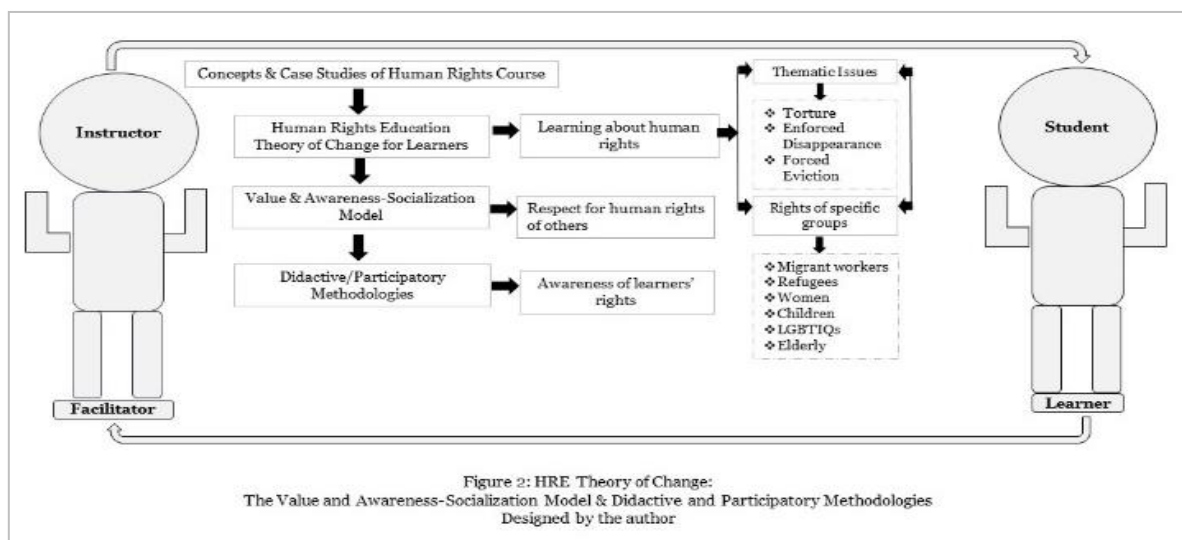 Instructor
Facilitator
Concepts & Case Studies of Human Rights Course
Human Rights Education
Theory of Change for Learners
Value & Awareness-Socialization
Model
Didactive/Participatory
Methodologies
Learning about human
rights
Respect for human rights
of others
Awareness of learners’
rights
Thematic Issues
❖ Torture
❖ Enforced
Disappearance
❖ Forced
Eviction
Rights of specific
groups
❖Migrant workers
❖Refugees
❖Women
❖Children
❖LGBTIQs
❖Elderly
Student
Learner
Figure 2: HRE Theory of Change:
The Value and Awareness-Socialization Model & Didactive and Participatory Methodologies
Designed by the author